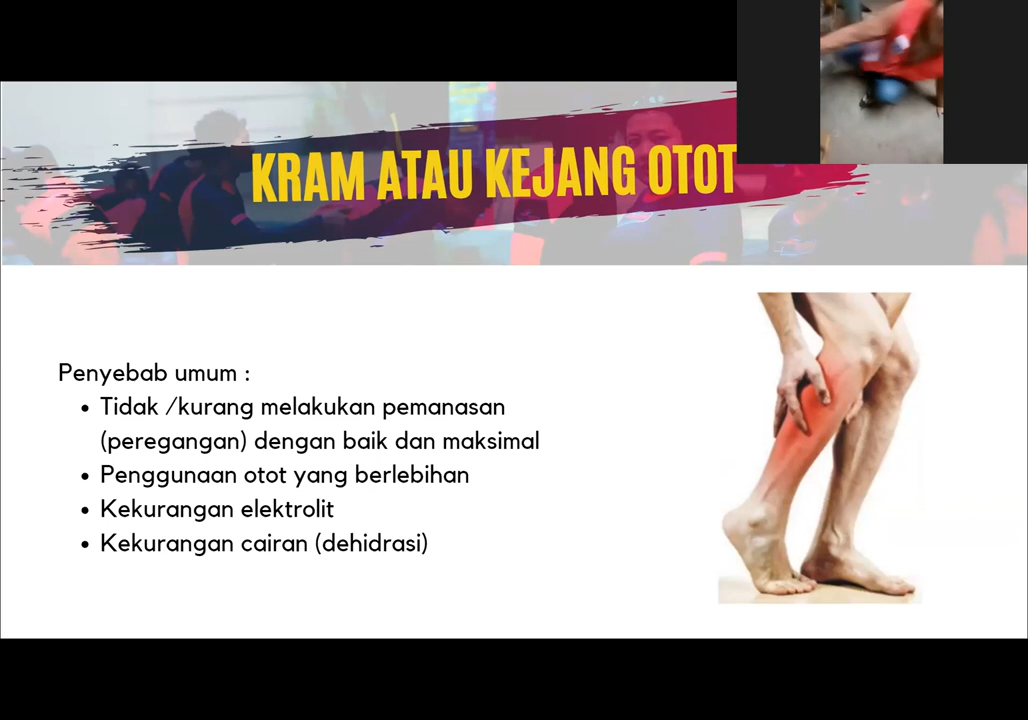 KRAM ATAU KEJANG OTOT
Penyebab umum :
• Tidak /kurang melakukan pemanasan
(peregangan) dengan baik dan maksimal
• Penggunaan otot yang berlebihan
• Kekurangan elektrolit
• Kekurangan cairan (dehidrasi)